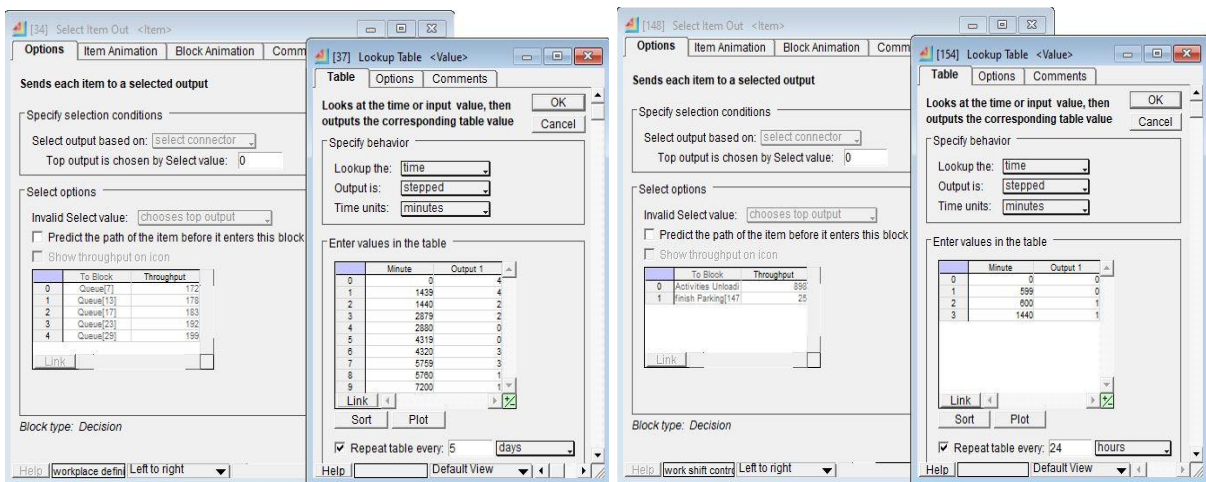 [34] Select Item Out <Item>
Options Item Animation Block Animation Comm
Sends each item to a selected output
Specify selection conditions
Select output based on: select connector
Top output is chosen by Select value: 0
Select options
Invalid Select value: chooses top output
Predict the path of the item before it enters this block
Show throughput on icon
To Block Throughput
0 Queue[7] 172
1 Queue[13] 178
2 Queue[17] 183
3 Queue[23] 192
4 Queue[29] 199
Link
Block type: Decision
Help workplace defini Left to right
[37] Lookup Table <Value>
Table Options Comments
Looks at the time or input value, then
outputs the corresponding table value
OK
Cancel
Specify behavior
Lookup the: time
Output is: stepped
Time units: minutes
Enter values in the table
Minute Output 1
0 0 4
1 1439 4
2 1440 2
3 2879 2
4 2880 0
5 4319 0
6 4320 3
7 5759 3
8 5760 1
9 7200 1
Link
Sort Plot
Repeat table every: 5 days
Help Default View
[148] Select Item Out <Item>
Options Item Animation Block Animation Comm
Sends each item to a selected output
Specify selection conditions
Select output based on: select connector
Top output is chosen by Select value: 0
Select options
Invalid Select value: chooses top output
Predict the path of the item before it enters this block
Show throughput on icon
To Block Throughput
0 Activities Unloadi 898
1 finish Parking[147 25
Link
Block type: Decision
Help work shift contro Left to right
[154] Lookup Table <Value>
Table Options Comments
Looks at the time or input value, then
outputs the corresponding table value
OK
Cancel
Specify behavior
Lookup the: time
Output is: stepped
Time units: minutes
Enter values in the table
Minute Output 1
0 0 0
1 599 0
2 600 1
3 1440 1
Link
Sort Plot
Repeat table every: 24 hours
Help Default View